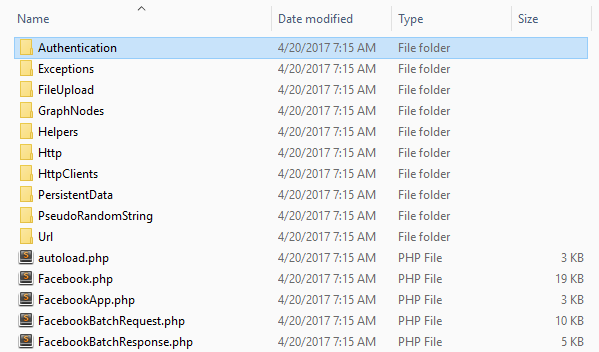 Name Date modified Type Size
Authentication 4/20/2017 7:15 AM File folder
Exceptions 4/20/2017 7:15 AM File folder
FileUpload 4/20/2017 7:15 AM File folder
GraphNodes 4/20/2017 7:15 AM File folder
Helpers 4/20/2017 7:15 AM File folder
Http 4/20/2017 7:15 AM File folder
HttpClients 4/20/2017 7:15 AM File folder
PersistentData 4/20/2017 7:15 AM File folder
PseudoRandomString 4/20/2017 7:15 AM File folder
Url 4/20/2017 7:15 AM File folder
autoload.php 4/20/2017 7:15 AM PHP File 3 KB
Facebook.php 4/20/2017 7:15 AM PHP File 19 KB
FacebookApp.php 4/20/2017 7:15 AM PHP File 3 KB
FacebookBatchRequest.php 4/20/2017 7:15 AM PHP File 10 KB
FacebookBatchResponse.php 4/20/2017 7:15 AM PHP File 5 KB